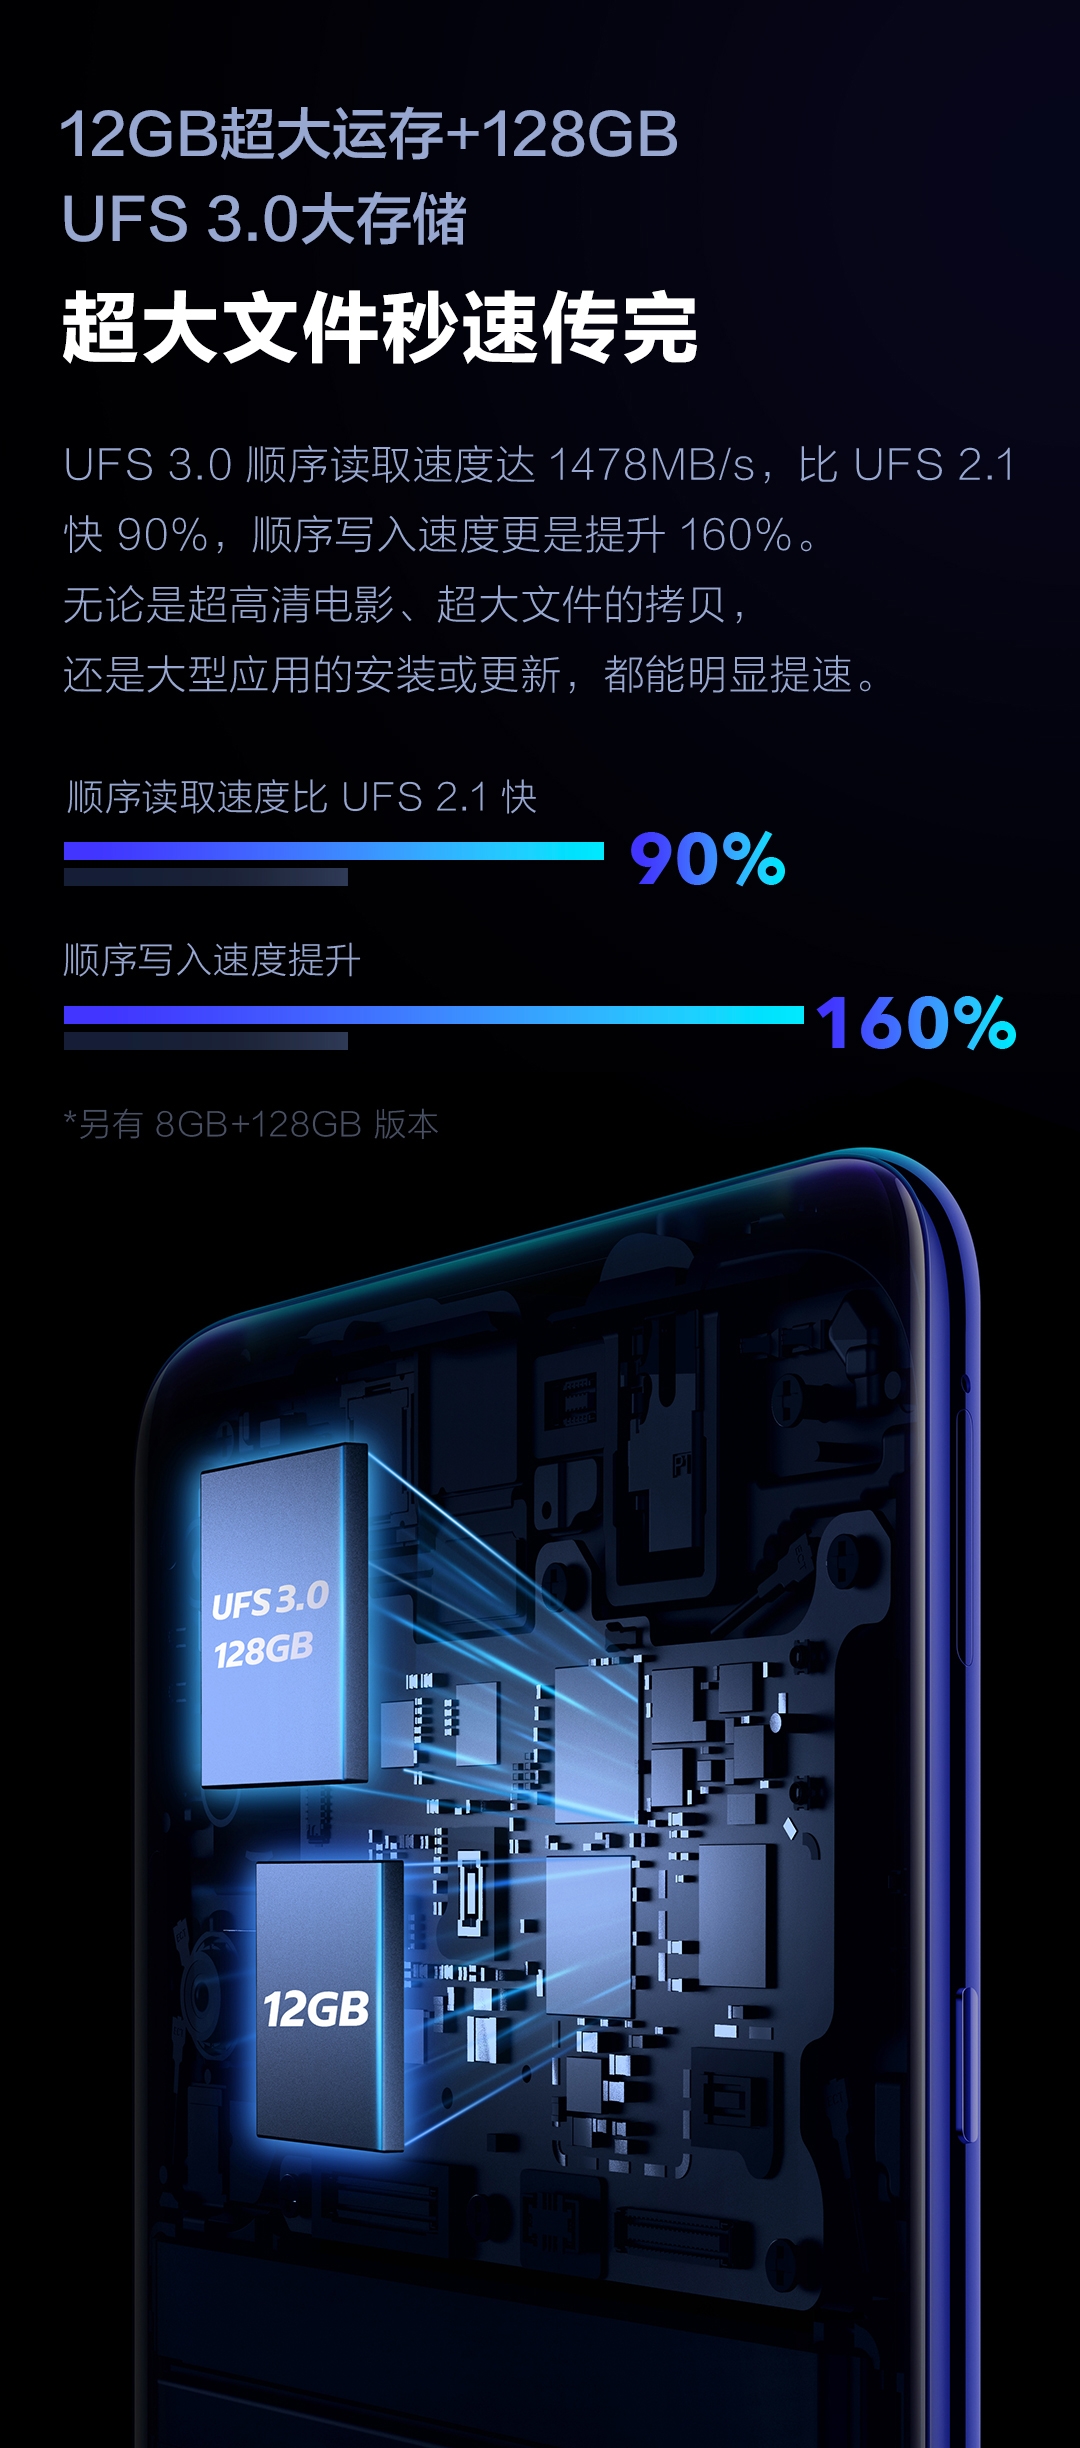 12GB超大运存+128GB
UFS 3.0大存储
超大文件秒速传完
UFS 3.0 顺序读取速度达 1478MB/s，比 UFS 2.1
快 90%，顺序写入速度更是提升 160%。
无论是超高清电影、超大文件的拷贝，
还是大型应用的安装或更新，都能明显提速。
顺序读取速度比 UFS 2.1 快
90%
顺序写入速度提升
160%
*另有 8GB+128GB 版本
UFS 3.0
128GB
12GB